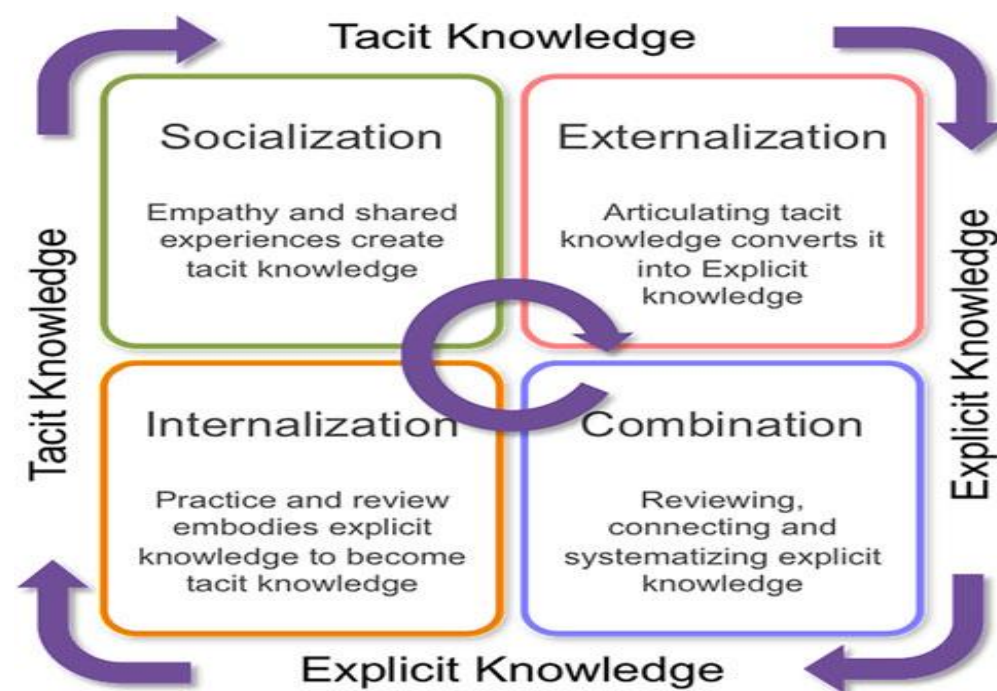 Tacit Knowledge
Socialization
Empathy and shared
experiences create
tacit knowledge
Externalization
Articulating tacit
knowledge converts it
into Explicit
knowledge
Tacit Knowledge
Explicit Knowledge
Internalization
Practice and review
embodies explicit
knowledge to become
tacit knowledge
Combination
Reviewing,
connecting and
systematizing explicit
knowledge
Explicit Knowledge